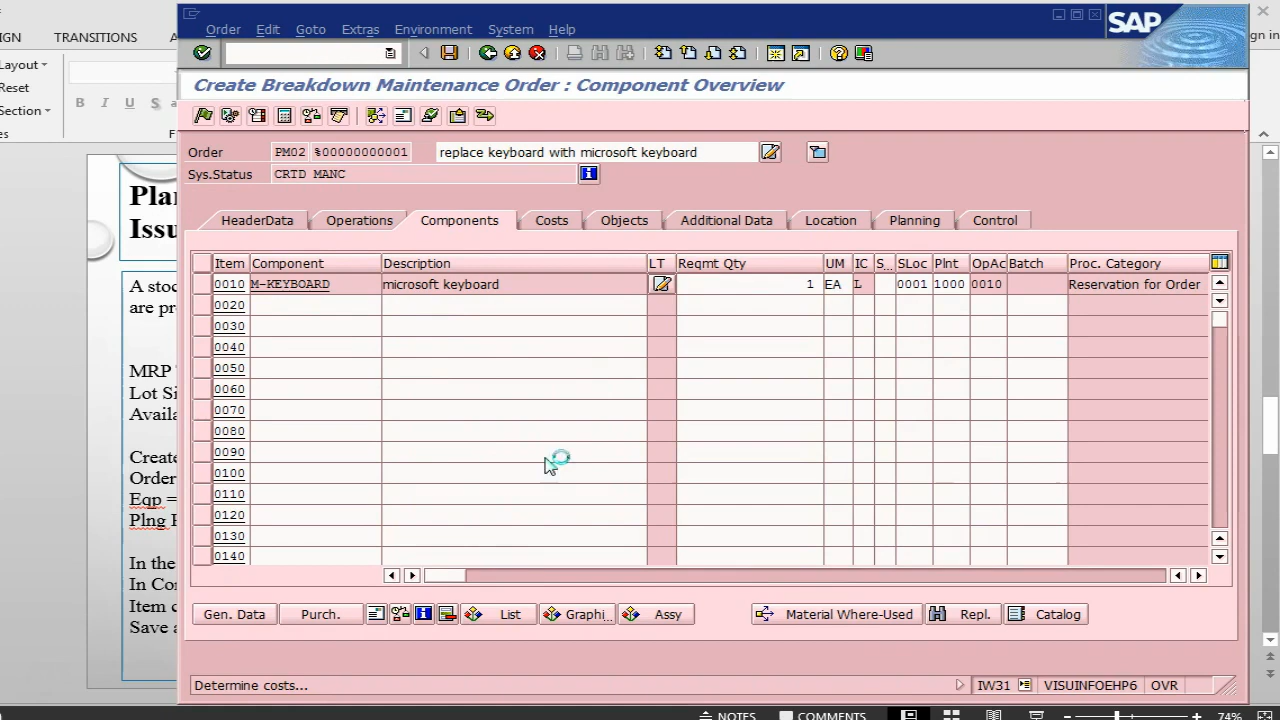 IGN TRANSITIONS
Layout
Reset
Section
B I U S
Order Edit Goto Extras Environment System Help
SAP
gn in
Create Breakdown Maintenance Order : Component Overview
Order PM02 %00000000001 replace keyboard with microsoft keyboard
Sys.Status CRTD MANC
HeaderData Operations Components Costs Objects Additional Data Location Planning Control
Item Component Description LT Reqmt Qty UM IC S... SLoc Plnt OpAc Batch Proc. Category
0010 M-KEYBOARD microsoft keyboard 1 EA L 0001 1000 0010 Reservation for Order
0020
0030
0040
0050
0060
0070
0080
0090
0100
0110
0120
0130
0140
Gen. Data Purch. List Graphi.. Assy Material Where-Used Repl. Catalog
Determine costs... IW31 VISUINFOEHP6 OVR
Pla
Issu
A stoc
are pr
MRP
Lot Si
Availa
Create
Order
Eqp =
Plng P
In the
In Cor
Item c
Save a
NOTES COMMENTS 74%